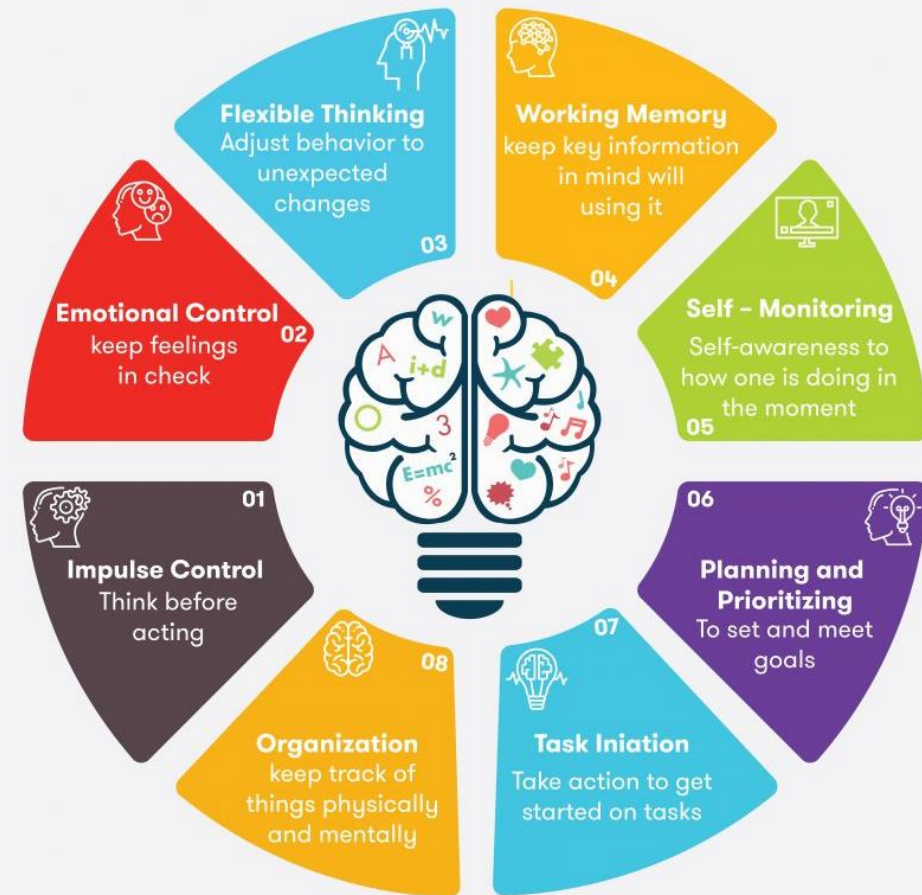 Flexible Thinking
Adjust behavior to
unexpected
changes
03
Working Memory
keep key information
in mind will
using it
04
Emotional Control
02
keep feelings
in check
Self - Monitoring
Self-awareness to
how one is doing in
the moment
05
W
A
i+d
3
E=mc²
%
01
Impulse Control
Think before
acting
06
Planning and
Prioritizing
To set and meet
goals
08
Organization
keep track of
things physically
and mentally
07
Task Iniation
Take action to get
started on tasks